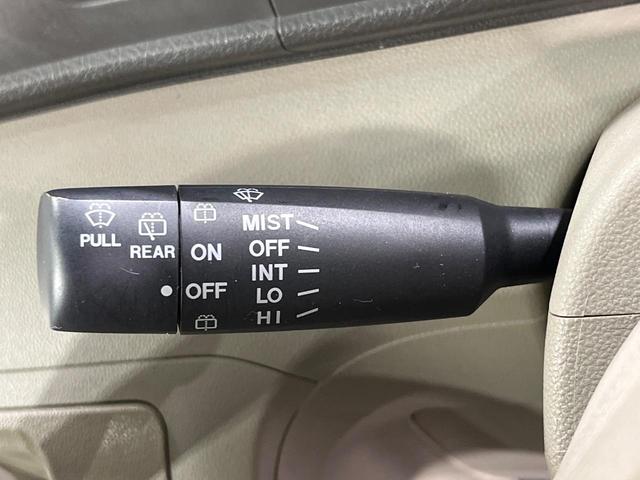 PULL
REAR
ON
OFF
MIST
OFF
INT
LO
HI